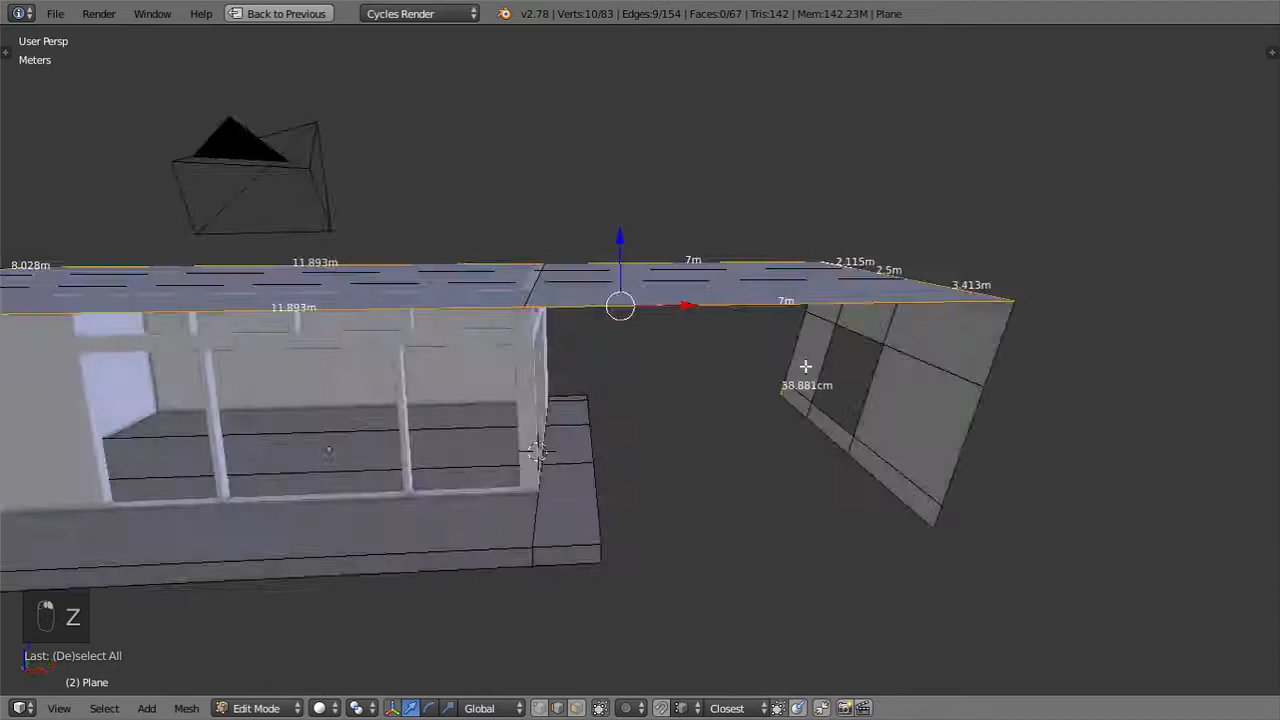 File Render Window Help Back to Previous Cycles Render v2.78 | Verts:10/83 | Edges:9/154 | Faces:0/67 | Tris:142 | Mem:142.23M | Plane
User Persp
Meters
8.028m 11.893m 7m 2.115m
2.5m
3.413m
11.893m 7m
38.881cm
Z
Last: (De)select All
(2) Plane
View Select Add Mesh Edit Mode Global Closest